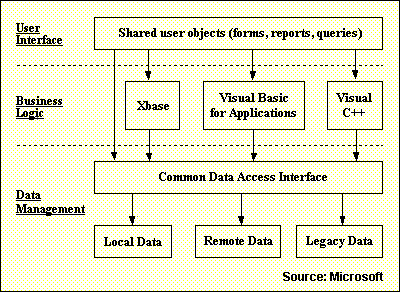 User
Interface
Shared user objects (forms, reports, queries)
Business
Logic
Xbase
Visual Basic
for Applications
Visual
C++
Data
Management
Common Data Access Interface
Local Data
Remote Data
Legacy Data
Source: Microsoft